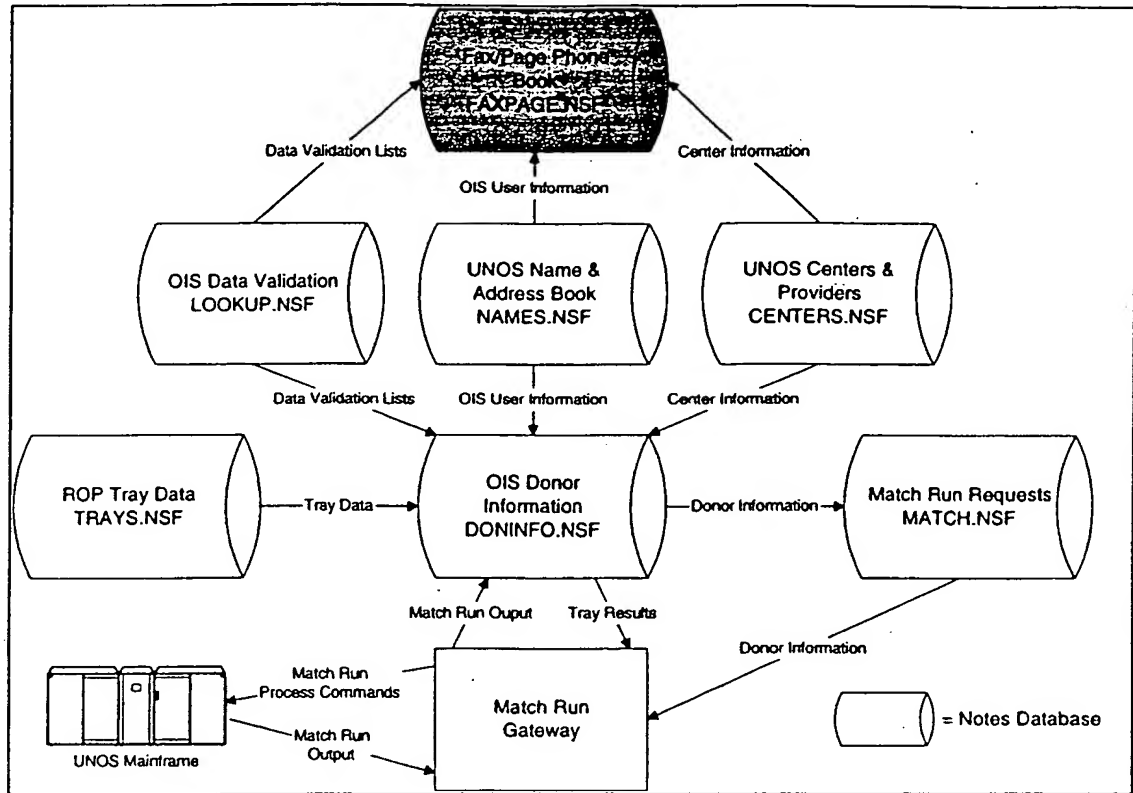 Fax/Page Phone
Book
FAXPAGE.NSF
Data Validation Lists
Center Information
OIS User Information
OIS Data Validation
LOOKUP.NSF
UNOS Name &
Address Book
NAMES.NSF
UNOS Centers &
Providers
CENTERS.NSF
Data Validation Lists
OIS User Information
Center Information
ROP Tray Data
TRAYS.NSF
Tray Data
OIS Donor
Information
DONINFO.NSF
Donor Information
Match Run Requests
MATCH.NSF
Match Run Ouput
Tray Results
Donor Information
Match Run
Process Commands
Match Run
Gateway
= Notes Database
Match Run
Output
UNOS Mainframe